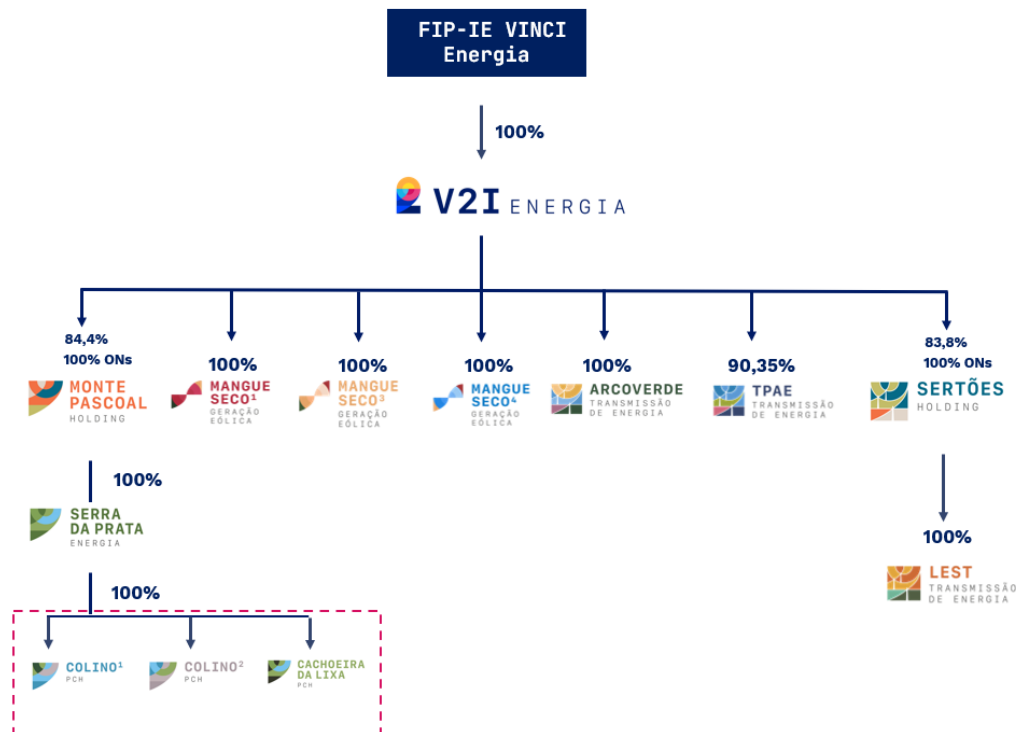 FIP-IE VINCI
Energia
100%
V2I ENERGIA
84,4%
100% ONs
MONTE
PASCOAL
HOLDING
100%
MANGUE
SECO¹
GERAÇÃO
EÓLICA
100%
MANGUE
SECO³
GERAÇÃO
EÓLICA
100%
MANGUE
SECO⁴
GERAÇÃO
EÓLICA
100%
ARCOVERDE
TRANSMISSÃO
DE ENERGIA
90,35%
TPAE
TRANSMISSÃO
DE ENERGIA
83,8%
100% ONs
SERTÕES
HOLDING
100%
SERRA
DA PRATA
ENERGIA
100%
LEST
TRANSMISSÃO
DE ENERGIA
100%
COLINO¹
PCH
COLINO²
PCH
CACHOEIRA
DA LIXA
PCH